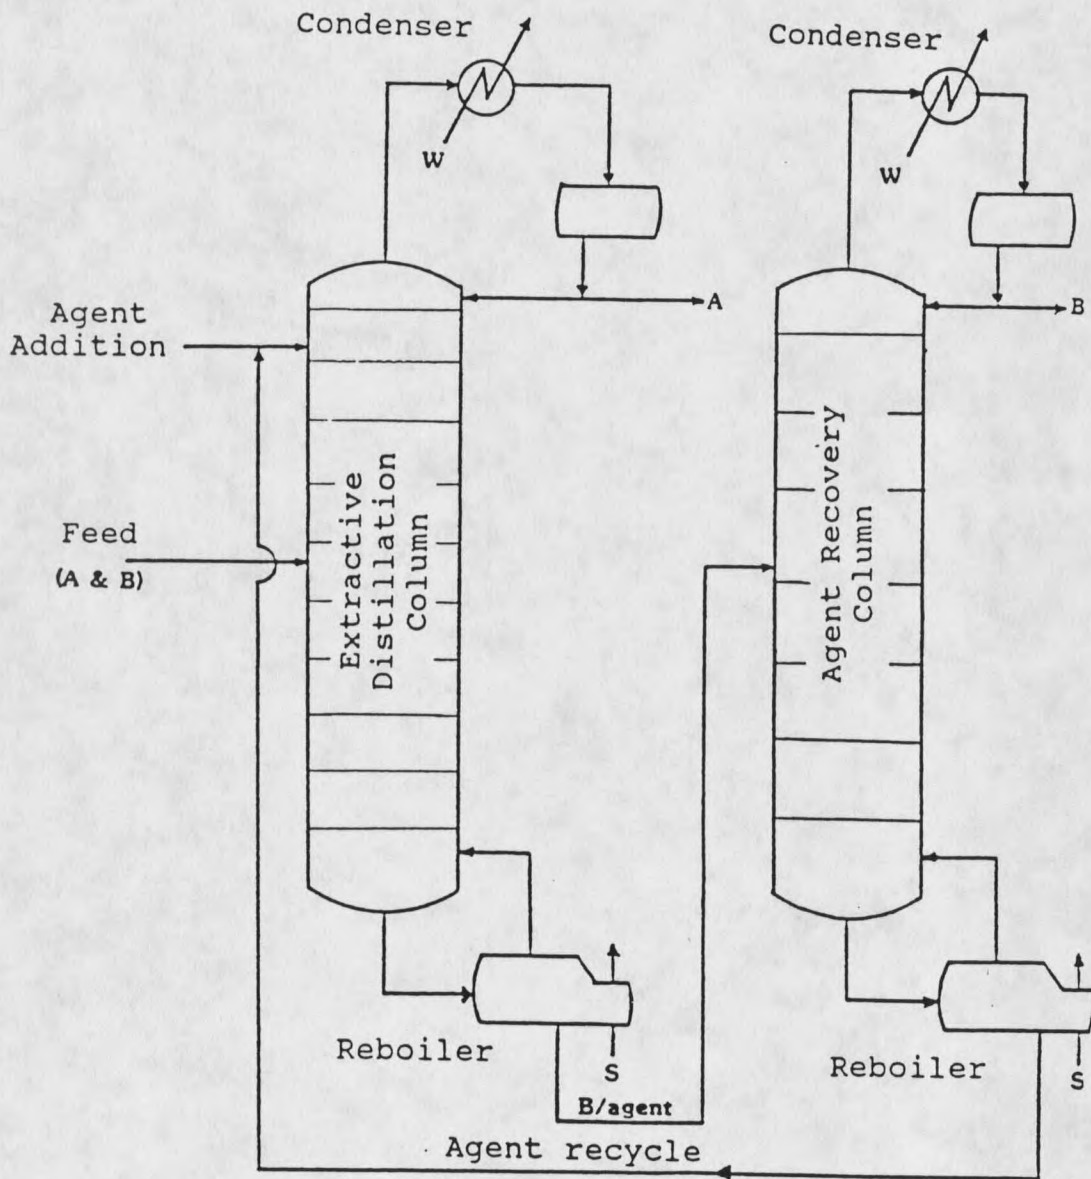 Condenser
Condenser
W
W
A
B
Agent
Addition
Feed
(A & B)
Extractive
Distillation
Column
Agent Recovery
Column
Reboiler
Reboiler
S
S
B/agent
Agent recycle